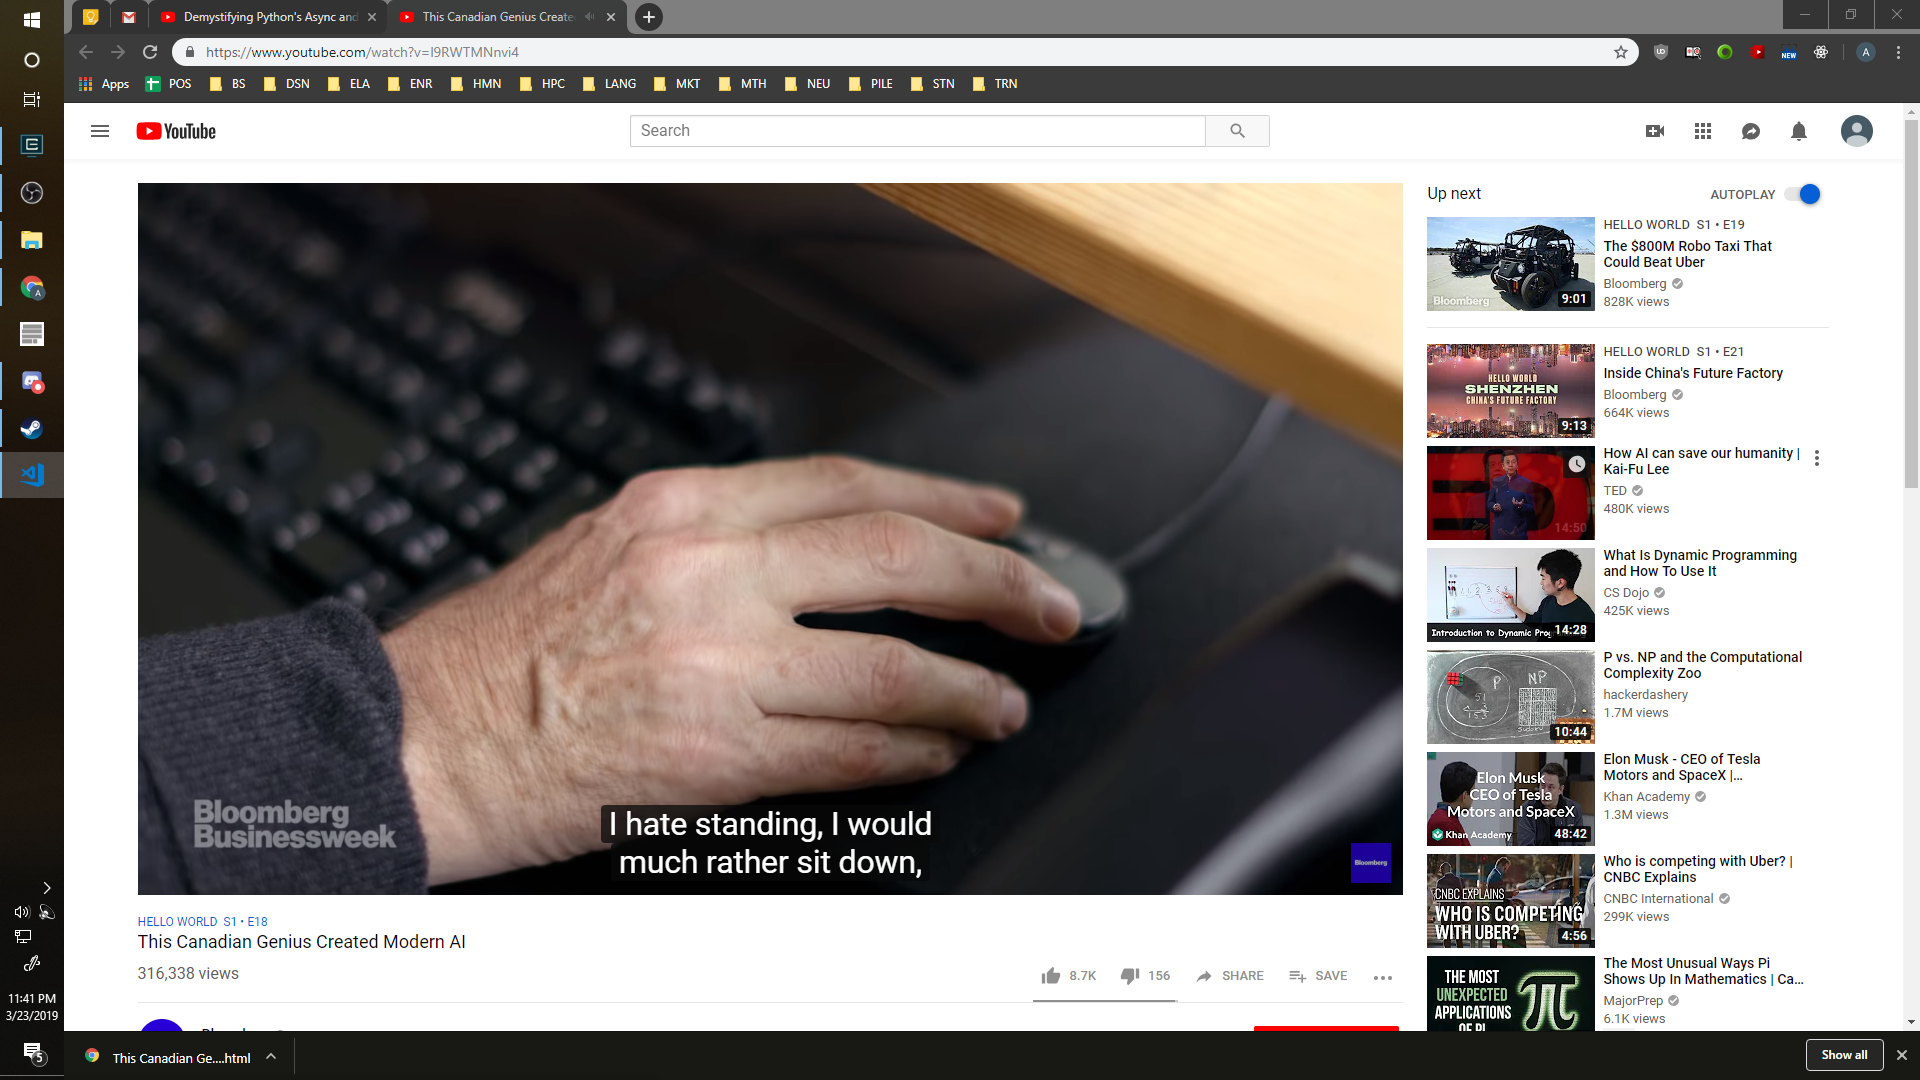 Demystifying Python's Async and
This Canadian Genius Create
https://www.youtube.com/watch?v=I9RWTMNnvi4
Apps POS BS DSN ELA ENR HMN HPC LANG MKT MTH NEU PILE STN TRN
YouTube
Search
Up next
AUTOPLAY
HELLO WORLD S1 • E19
The $800M Robo Taxi That
Could Beat Uber
Bloomberg
828K views
Bloomberg
9:01
HELLO WORLD S1 • E21
Inside China's Future Factory
Bloomberg
664K views
HELLO WORLD
SHENZHEN
CHINA'S FUTURE FACTORY
9:13
How AI can save our humanity |
Kai-Fu Lee
TED
480K views
14:50
What Is Dynamic Programming
and How To Use It
CS Dojo
425K views
Introduction to Dynamic
14:28
P vs. NP and the Computational
Complexity Zoo
hackerdashery
1.7M views
P
NP
10:44
Elon Musk - CEO of Tesla
Motors and SpaceX |...
Khan Academy
1.3M views
Elon Musk
CEO of Tesla
Motors and SpaceX
Khan Academy
48:42
Who is competing with Uber? |
CNBC Explains
CNBC International
299K views
CNBC EXPLAINS
WHO IS COMPETING
WITH UBER?
4:56
The Most Unusual Ways Pi
Shows Up In Mathematics | Ca...
MajorPrep
6.1K views
THE MOST
UNEXPECTED
APPLICATIONS
OF PI
Bloomberg
Businessweek
I hate standing, I would
much rather sit down,
Bloomberg
HELLO WORLD S1 • E18
This Canadian Genius Created Modern AI
316,338 views
8.7K
156
SHARE
SAVE
11:41 PM
3/23/2019
5
This Canadian Ge....html
Show all